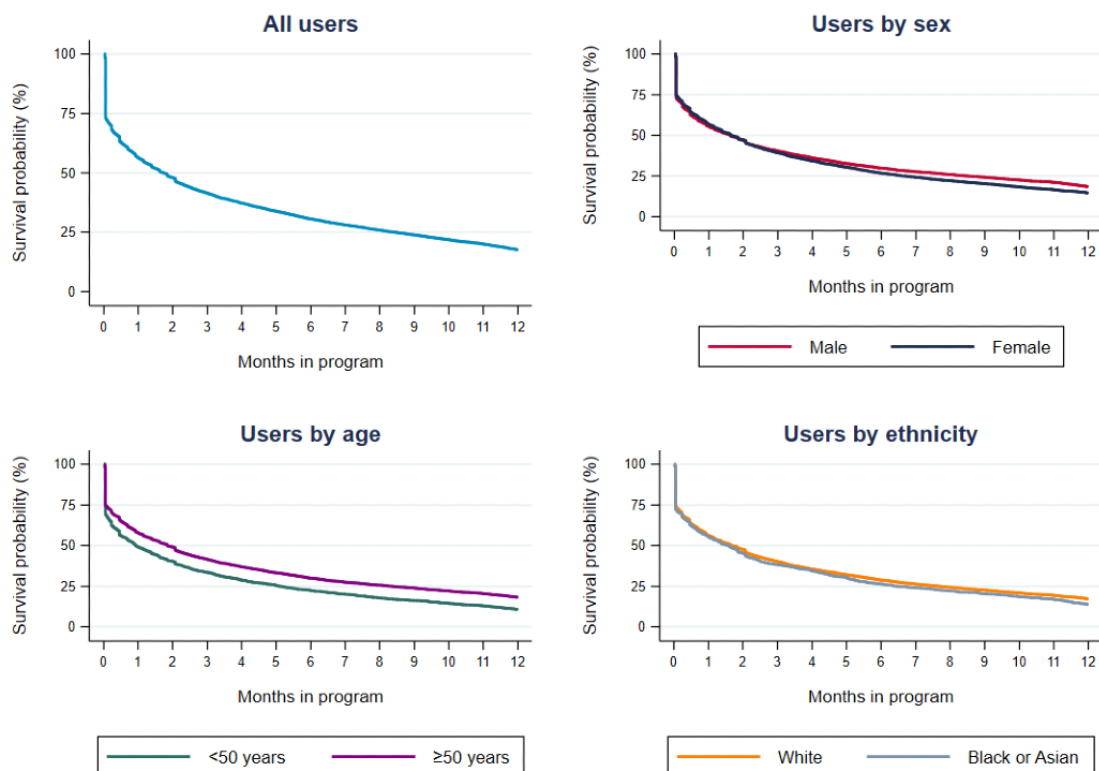 All users
Survival probability (%)
100
75
50
25
0
0 1 2 3 4 5 6 7 8 9 10 11 12
Months in program
Users by sex
Survival probability (%)
100
75
50
25
0
0 1 2 3 4 5 6 7 8 9 10 11 12
Months in program
Male Female
Users by age
Survival probability (%)
100
75
50
25
0
0 1 2 3 4 5 6 7 8 9 10 11 12
Months in program
<50 years ≥50 years
Users by ethnicity
Survival probability (%)
100
75
50
25
0
0 1 2 3 4 5 6 7 8 9 10 11 12
Months in program
White Black or Asian